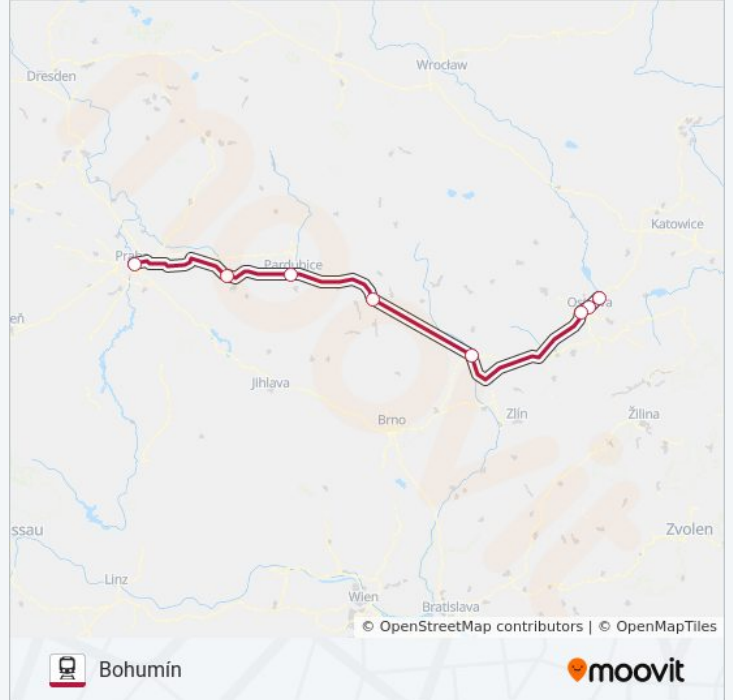 Dresden
Wrocław
Katowice
Praha
Pardubice
Ostrava
eň
Jihlava
Brno
Zlín
Žilina
ssau
Zvolen
Linz
Wien
Bratislava
© OpenStreetMap contributors | © OpenMapTiles
Bohumín
moovit
moovit